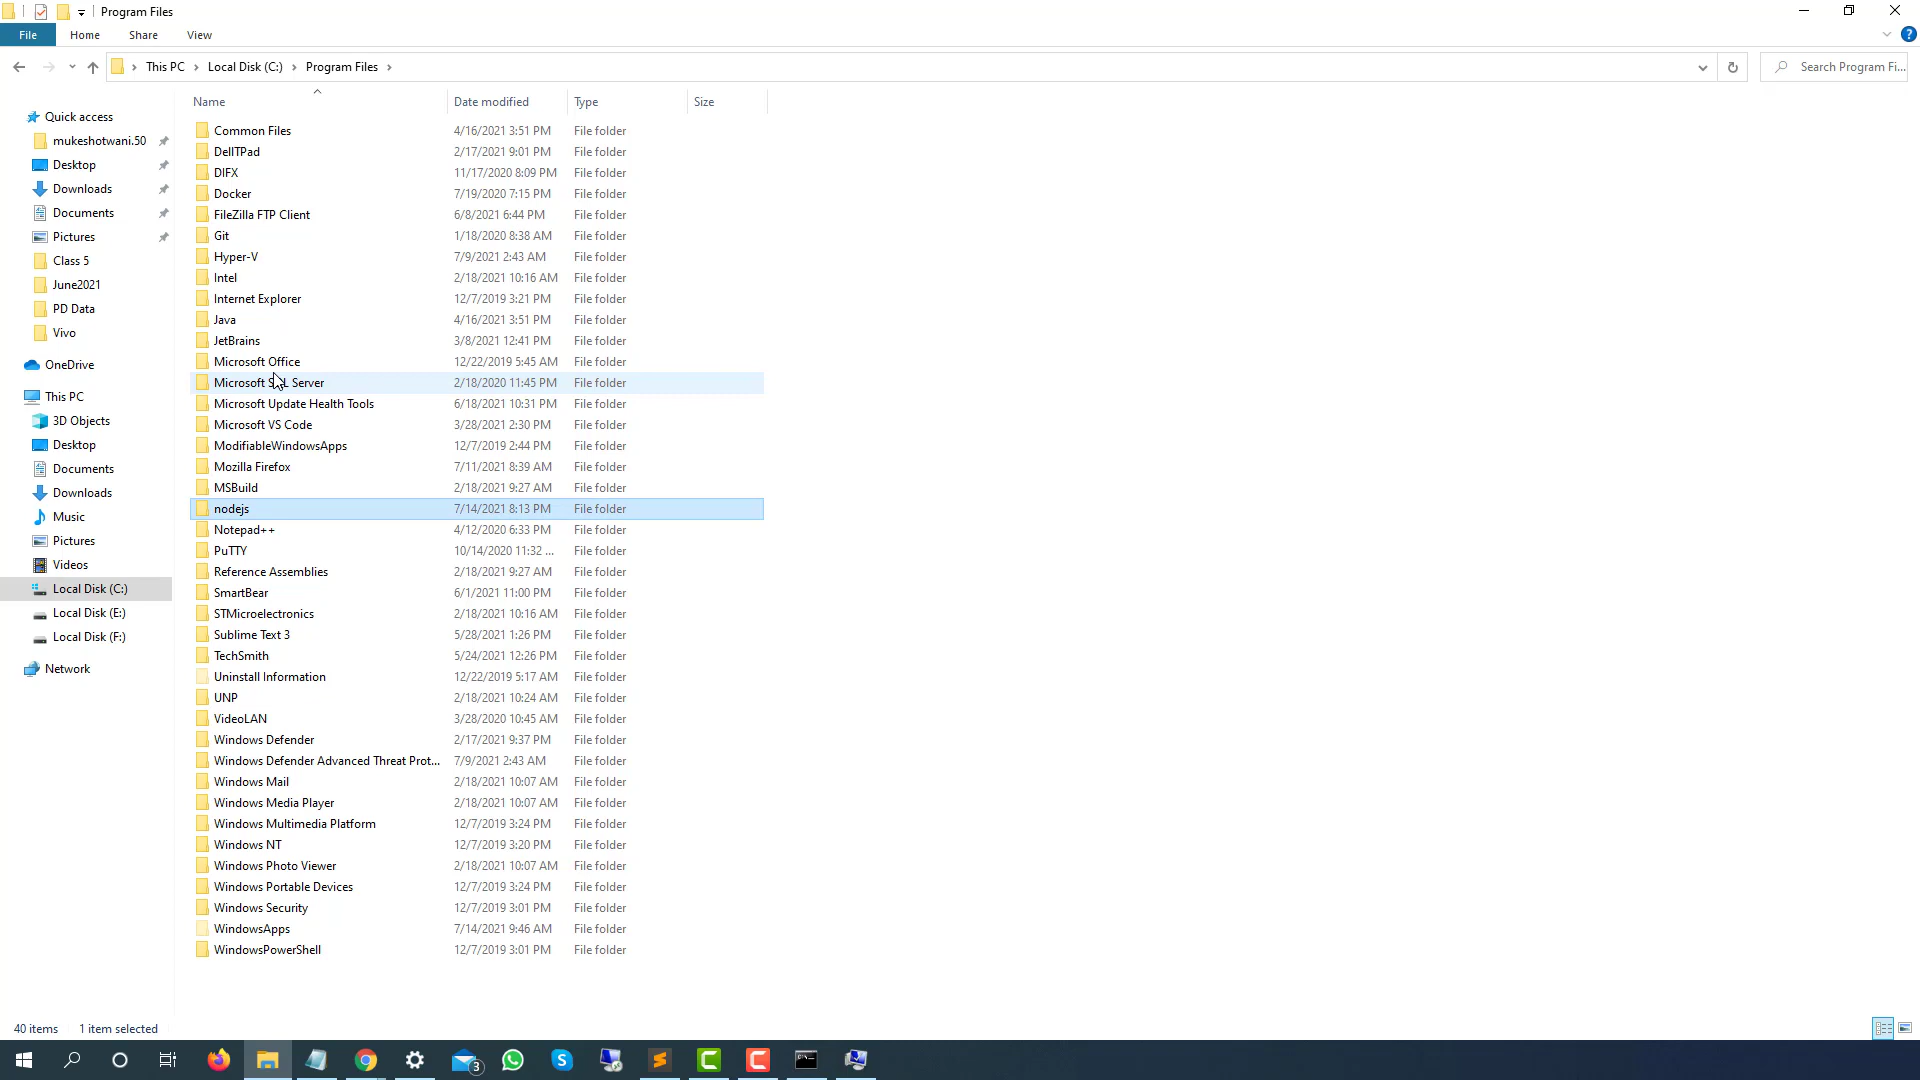 Program Files
File Home Share View
This PC Local Disk (C:) Program Files Search Program Fi...
Name Date modified Type Size
Quick access
mukeshotwani.50
Desktop
Downloads
Documents
Pictures
Class 5
June2021
PD Data
Vivo
OneDrive
This PC
3D Objects
Desktop
Documents
Downloads
Music
Pictures
Videos
Local Disk (C:)
Local Disk (E:)
Local Disk (F:)
Network
Common Files 4/16/2021 3:51 PM File folder
DellTPad 2/17/2021 9:01 PM File folder
DIFX 11/17/2020 8:09 PM File folder
Docker 7/19/2020 7:15 PM File folder
FileZilla FTP Client 6/8/2021 6:44 PM File folder
Git 1/18/2020 8:38 AM File folder
Hyper-V 7/9/2021 2:43 AM File folder
Intel 2/18/2021 10:16 AM File folder
Internet Explorer 12/7/2019 3:21 PM File folder
Java 4/16/2021 3:51 PM File folder
JetBrains 3/8/2021 12:41 PM File folder
Microsoft Office 12/22/2019 5:45 AM File folder
Microsoft SQL Server 2/18/2020 11:45 PM File folder
Microsoft Update Health Tools 6/18/2021 10:31 PM File folder
Microsoft VS Code 3/28/2021 2:30 PM File folder
ModifiableWindowsApps 12/7/2019 2:44 PM File folder
Mozilla Firefox 7/11/2021 8:39 AM File folder
MSBuild 2/18/2021 9:27 AM File folder
nodejs 7/14/2021 8:13 PM File folder
Notepad++ 4/12/2020 6:33 PM File folder
PuTTY 10/14/2020 11:32 ... File folder
Reference Assemblies 2/18/2021 9:27 AM File folder
SmartBear 6/1/2021 11:00 PM File folder
STMicroelectronics 2/18/2021 10:16 AM File folder
Sublime Text 3 5/28/2021 1:26 PM File folder
TechSmith 5/24/2021 12:26 PM File folder
Uninstall Information 12/22/2019 5:17 AM File folder
UNP 2/18/2021 10:24 AM File folder
VideoLAN 3/28/2020 10:45 AM File folder
Windows Defender 2/17/2021 9:37 PM File folder
Windows Defender Advanced Threat Prot... 7/9/2021 2:43 AM File folder
Windows Mail 2/18/2021 10:07 AM File folder
Windows Media Player 2/18/2021 10:07 AM File folder
Windows Multimedia Platform 12/7/2019 3:24 PM File folder
Windows NT 12/7/2019 3:20 PM File folder
Windows Photo Viewer 2/18/2021 10:07 AM File folder
Windows Portable Devices 12/7/2019 3:24 PM File folder
Windows Security 12/7/2019 3:01 PM File folder
WindowsApps 7/14/2021 9:46 AM File folder
WindowsPowerShell 12/7/2019 3:01 PM File folder
40 items 1 item selected
3